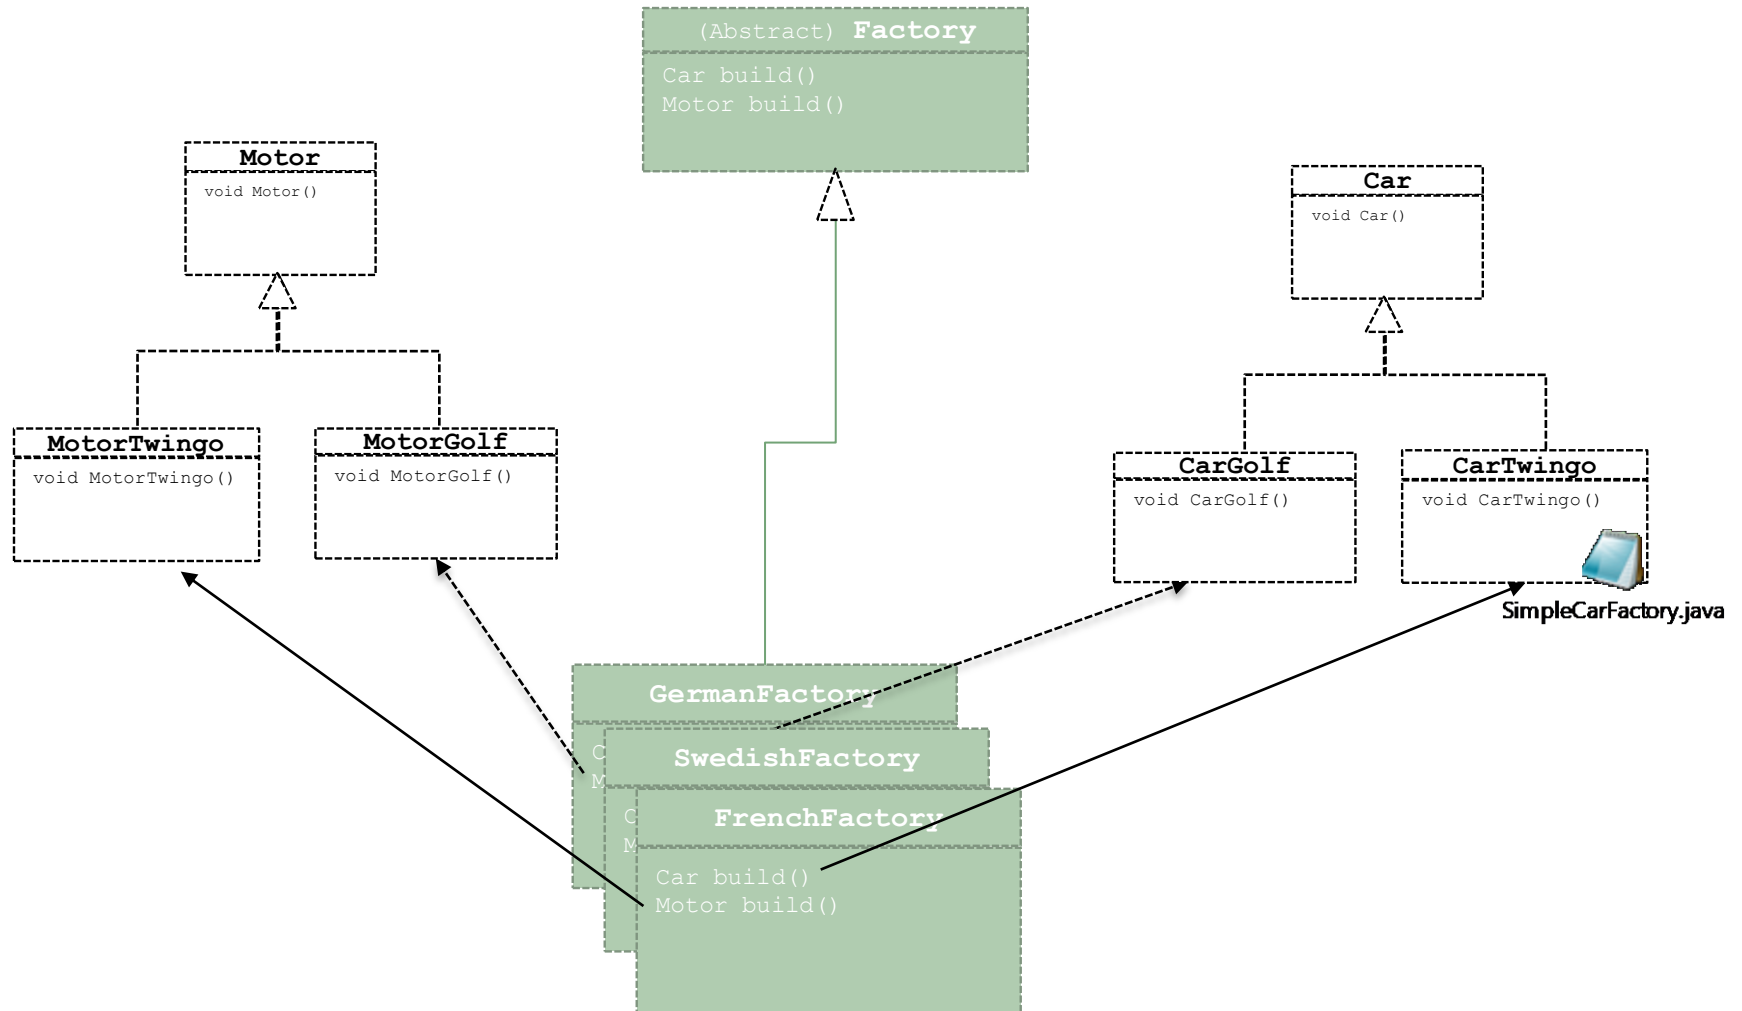 (Abstract) Factory
Car build()
Motor build()
Motor
void Motor()
Car
void Car()
MotorTwingo
void MotorTwingo()
MotorGolf
void MotorGolf()
CarGolf
void CarGolf()
CarTwingo
void CarTwingo()
SimpleCarFactory.java
GermanFactory
C
M
SwedishFactory
C
M
FrenchFactory
Car build()
Motor build()